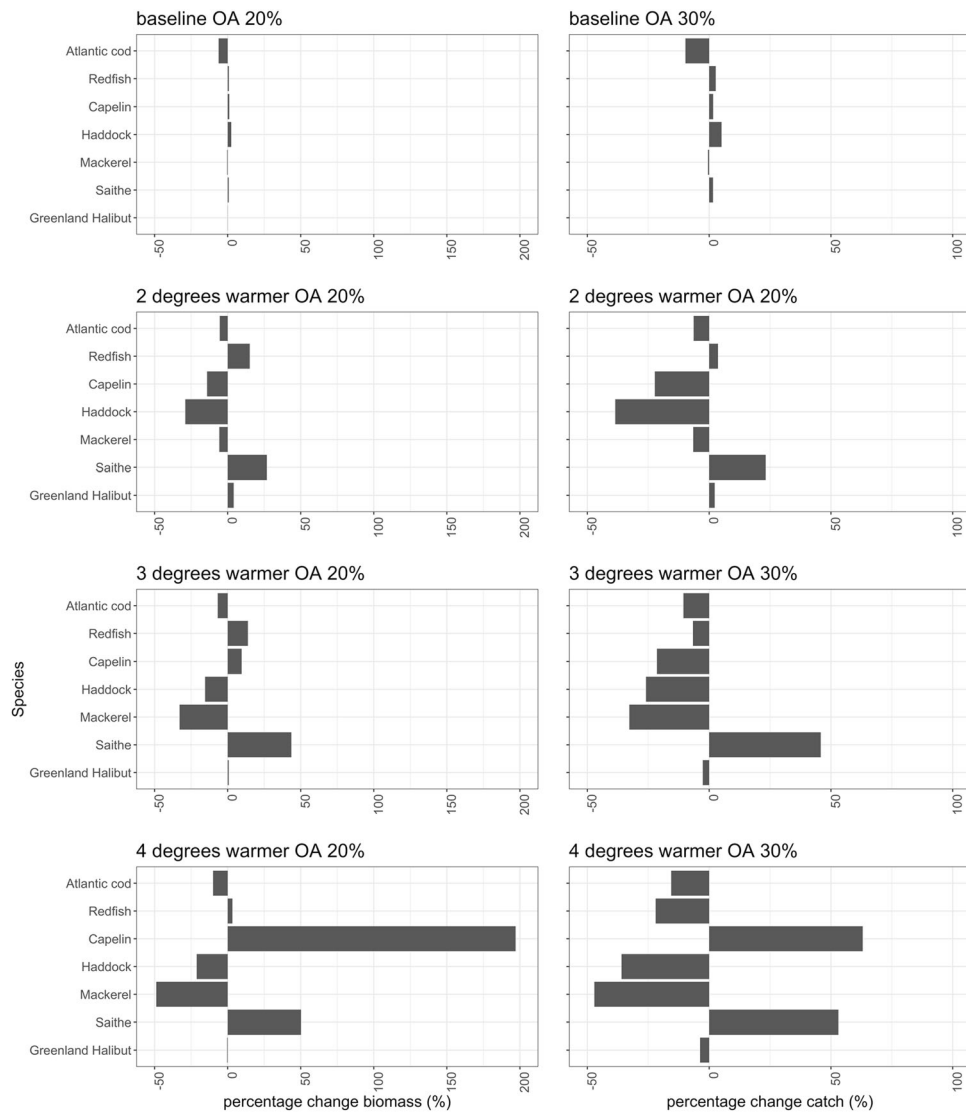 baseline OA 20%
baseline OA 30%
Atlantic cod
Redfish
Capelin
Haddock
Mackerel
Saithe
Greenland Halibut
-50 0 50 100 150 200
-50 0 50 100
2 degrees warmer OA 20%
2 degrees warmer OA 20%
Atlantic cod
Redfish
Capelin
Haddock
Mackerel
Saithe
Greenland Halibut
-50 0 50 100 150 200
-50 0 50 100
3 degrees warmer OA 20%
3 degrees warmer OA 30%
Species
Atlantic cod
Redfish
Capelin
Haddock
Mackerel
Saithe
Greenland Halibut
-50 0 50 100 150 200
-50 0 50 100
4 degrees warmer OA 20%
4 degrees warmer OA 30%
Atlantic cod
Redfish
Capelin
Haddock
Mackerel
Saithe
Greenland Halibut
-50 0 50 100 150 200
-50 0 50 100
percentage change biomass (%)
percentage change catch (%)